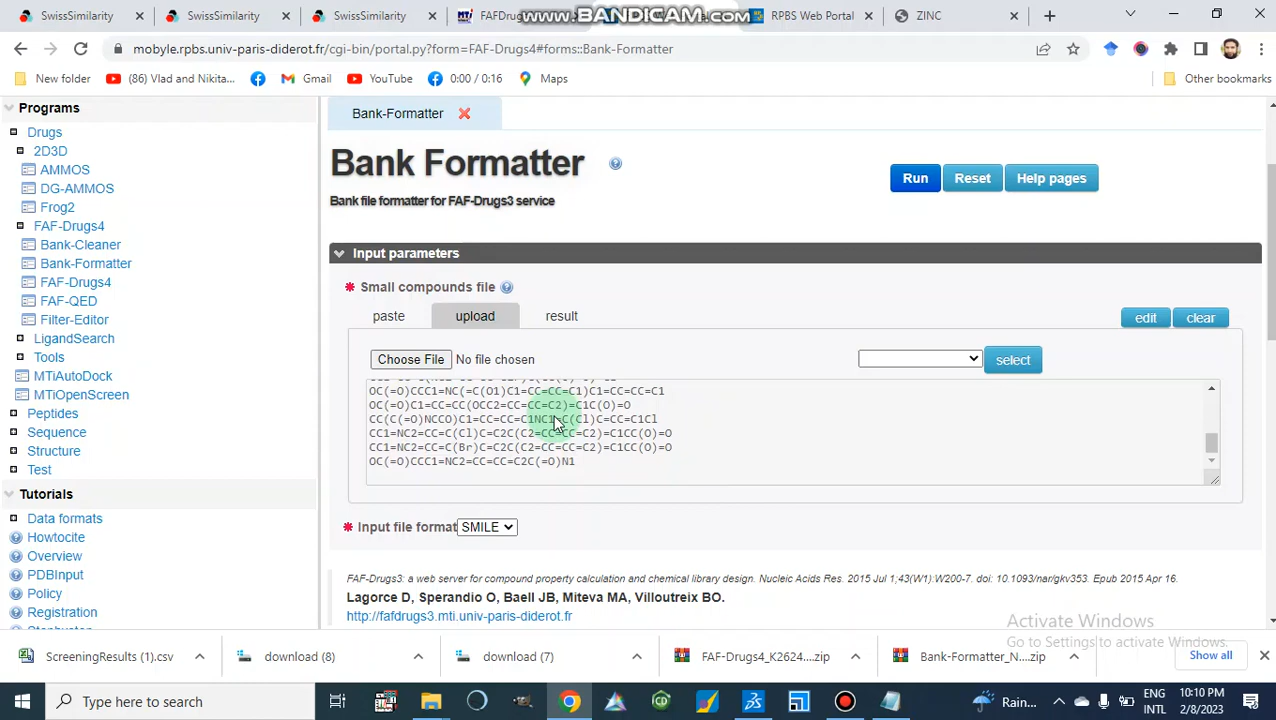 SwissSimilarity
SwissSimilarity
SwissSimilarity
FAFDrugs
www.BANDICAM.com
RPBS Web Portal
ZINC
mobyle.rpbs.univ-paris-diderot.fr/cgi-bin/portal.py?form=FAF-Drugs4#forms::Bank-Formatter
New folder
(86) Vlad and Nikita...
Gmail
YouTube
0:00 / 0:16
Maps
Other bookmarks
Programs
Drugs
2D3D
AMMOS
DG-AMMOS
Frog2
FAF-Drugs4
Bank-Cleaner
Bank-Formatter
FAF-Drugs4
FAF-QED
Filter-Editor
LigandSearch
Tools
MTiAutoDock
MTiOpenScreen
Peptides
Sequence
Structure
Test
Tutorials
Data formats
Howtocite
Overview
PDBInput
Policy
Registration
Bank-Formatter
Bank Formatter
Run
Reset
Help pages
Bank file formatter for FAF-Drugs3 service
Input parameters
Small compounds file
paste
upload
result
edit
clear
Choose File
No file chosen
select
OC(=O)CCC1=NC(=C(O1)C1=CC=CC=C1)C1=CC=CC=C1
OC(=O)C1=CC=CC(OCC2=CC=CC=C2)=C1C(O)=O
CC(C(=O)NCCO)C1=CC=CC=C1NC1=C(Cl)C=CC=C1Cl
CC1=NC2=CC=C(Cl)C=C2C(C2=CC=CC=C2)=C1CC(O)=O
CC1=NC2=CC=C(Br)C=C2C(C2=CC=CC=C2)=C1CC(O)=O
OC(=O)CCC1=NC2=CC=CC=C2C(=O)N1
Input file format
SMILE
FAF-Drugs3: a web server for compound property calculation and chemical library design. Nucleic Acids Res. 2015 Jul 1;43(W1):W200-7. doi: 10.1093/nar/gkv353. Epub 2015 Apr 16.
Lagorce D, Sperandio O, Baell JB, Miteva MA, Villoutreix BO.
http://fafdrugs3.mti.univ-paris-diderot.fr
Activate Windows
Go to Settings to activate Windows.
ScreeningResults (1).csv
download (8)
download (7)
FAF-Drugs4_K2624....zip
Bank-Formatter_N....zip
Show all
Type here to search
Rain...
ENG
INTL
10:10 PM
2/8/2023